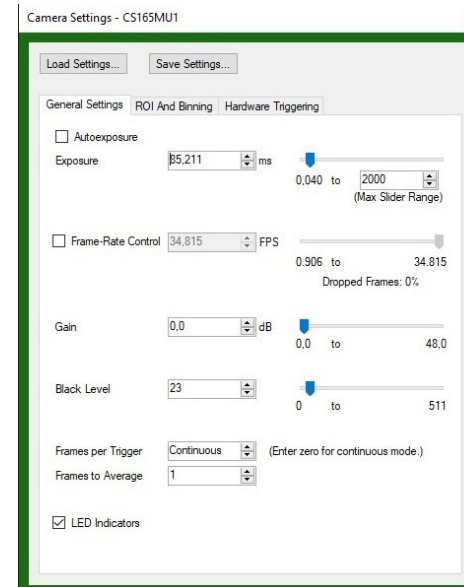 Camera Settings - CS165MU1
Load Settings... Save Settings...
General Settings ROI And Binning Hardware Triggering
Autoexposure
Exposure 85,211 ms
0,040 to 2000
(Max Slider Range)
Frame-Rate Control 34,815 FPS
0.906 to 34.815
Dropped Frames: 0%
Gain 0,0 dB
0,0 to 48,0
Black Level 23
0 to 511
Frames per Trigger Continuous (Enter zero for continuous mode.)
Frames to Average 1
LED Indicators